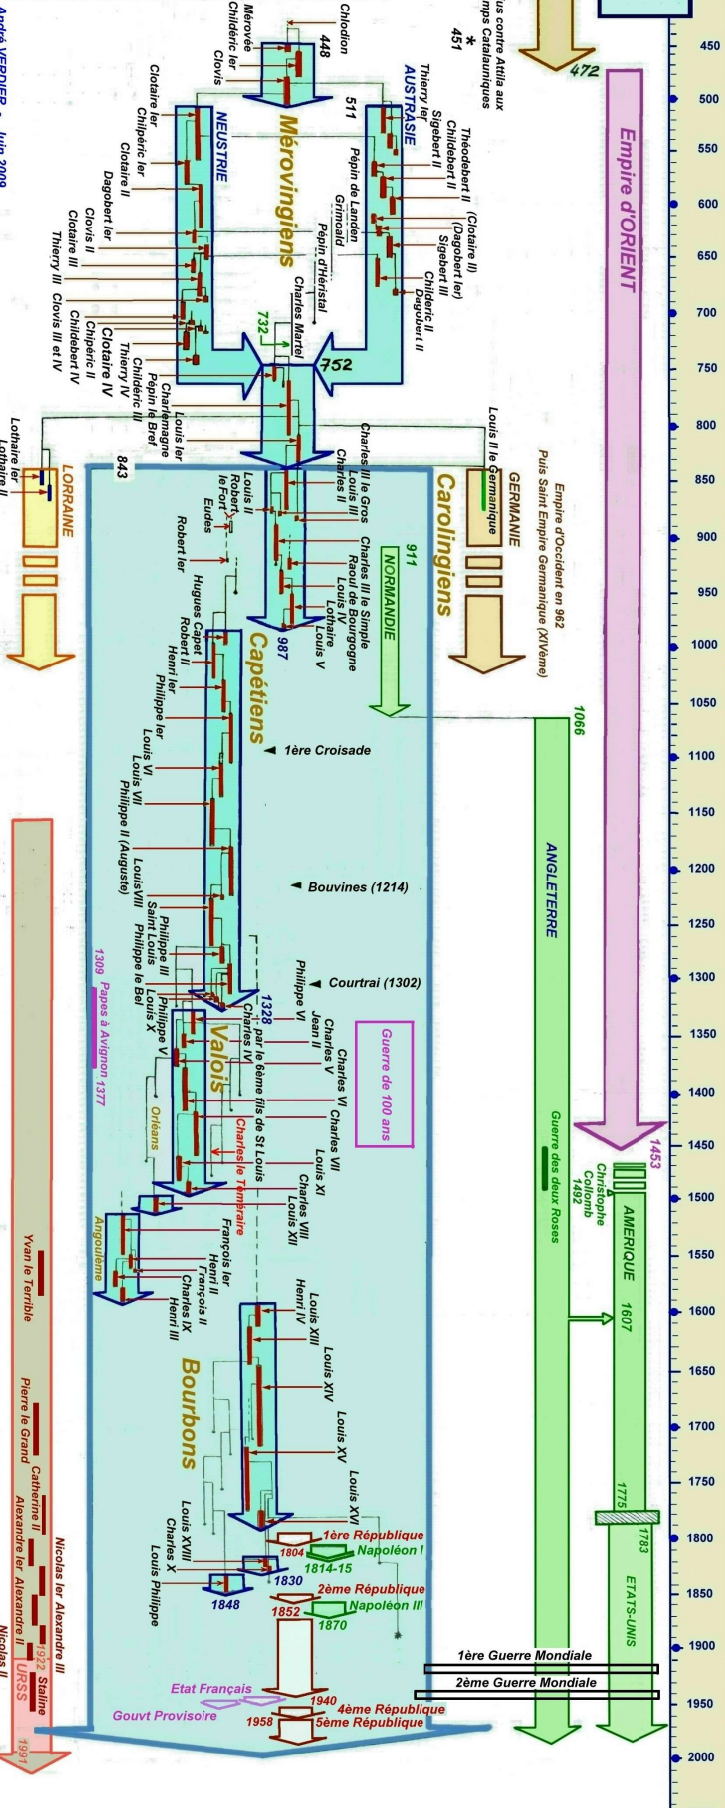 450
500
550
600
650
700
750
800
850
900
950
1000
1050
1100
1150
1200
1250
1300
1350
1400
1450
1500
1550
1600
1650
1700
1750
1800
1850
1900
1950
2000
us contre Attila aux
mps Catalauniques
*
451
472
Empire d'ORIENT
1453
Chlodion
448
Mérovée
Childéric Ier
Clovis
511
AUSTRASIE
Thierry Ier
Sigebert II
Childebert II
Théodebert II
(Clotaire II)
(Dagobert Ier)
Sigebert III
Childeric II
Dagobert II
Pépin de Landen
Grimoald
Pépin d'Héristal
Charles Martel
732
752
Mérovingiens
NEUSTRIE
Clotaire Ier
Chilpéric Ier
Clotaire II
Dagobert Ier
Clovis II
Clotaire III
Thierry III
Clovis III et IV
Childebert IV
Chipéric II
Clotaire IV
Thierry IV
Childéric III
Pépin le Bref
Charlemagne
Louis Ier
843
LORRAINE
Lothaire Ier
Lothaire II
Louis II le Germanique
GERMANIE
Empire d'Occident en 962
Puis Saint Empire Germanique (XIVème)
Carolingiens
Charles III le Gros
Louis III
Charles II
Charles III le Simple
Raoul de Bourgogne
Louis IV
Lothaire
Louis V
Louis II
Robert
le Fort
Eudes
Robert Ier
987
911
NORMANDIE
1066
ANGLETERRE
Capétiens
Hugues Capet
Robert II
Henri Ier
Philippe Ier
Louis VI
Louis VII
Philippe II (Auguste)
LouisVIII
Saint Louis
Philippe III
Philippe le Bel
Louis X
Philippe V
Charles IV
1ère Croisade
Bouvines (1214)
Courtrai (1302)
1309 Papes à Avignon 1377
1328
par le 6ème fils de St Louis
Valois
Philippe VI
Jean II
Charles V
Charles VI
Charles VII
Louis XI
Charles VIII
Louis XII
Charles le Téméraire
Guerre de 100 ans
Guerre des deux Roses
Orléans
Angoulème
François Ier
Henri II
François II
Charles IX
Henri III
Christophe
Collomb
1492
AMERIQUE
1607
1775
1783
ETATS-UNIS
Bourbons
Henri IV
Louis XIII
Louis XIV
Louis XV
Louis XVI
Louis XVIII
Charles X
Louis Philippe
1ère République
1804
Napoléon I
1814-15
1830
1848
2ème République
1852
Napoléon II
1870
1ère Guerre Mondiale
2ème Guerre Mondiale
Etat Français
Gouvt Provisoire
1940
4ème République
1958
5ème République
Yvan le Terrible
Pierre le Grand
Catherine II
Alexandre Ier
Nicolas Ier
Alexandre II
Alexandre III
Nicolas II
1922
Staline
URSS
1991
André VERDIER - Juin 2009